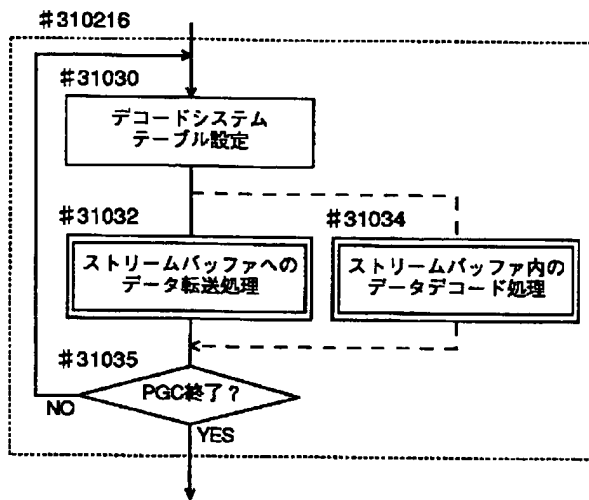 #310216
#31030
デコードシステム
テーブル設定
#31032
ストリームバッファへの
データ転送処理
#31034
ストリームバッファ内の
データデコード処理
#31035
PGC終了?
NO
YES